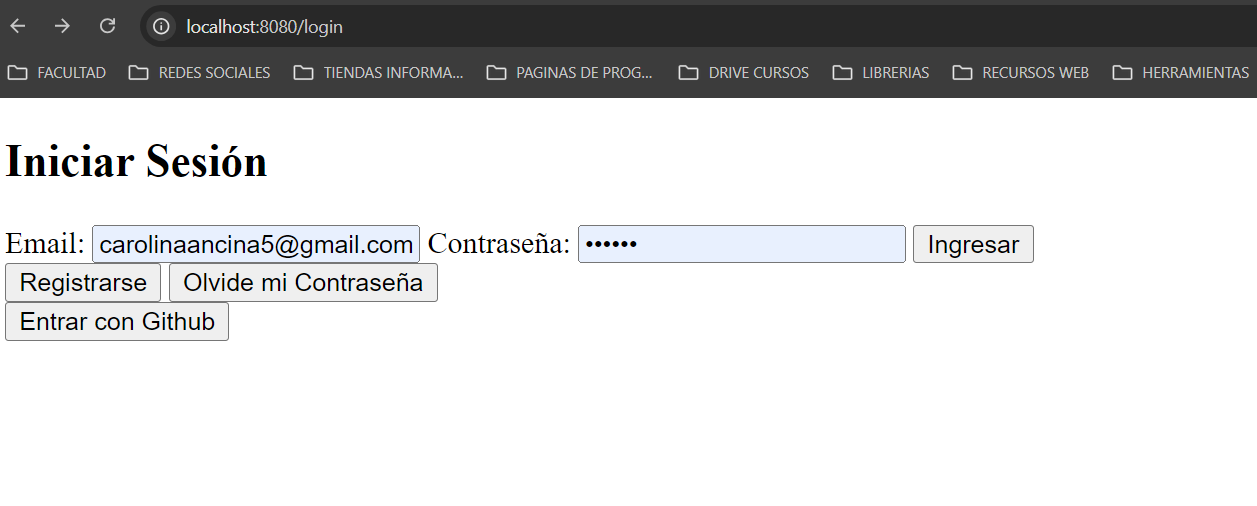 localhost:8080/login
FACULTAD REDES SOCIALES TIENDAS INFORMA... PAGINAS DE PROG... DRIVE CURSOS LIBRERIAS RECURSOS WEB HERRAMIENTAS
Iniciar Sesión
Email: carolinaancina5@gmail.com Contraseña: •••••• Ingresar
Registrarse Olvide mi Contraseña
Entrar con Github